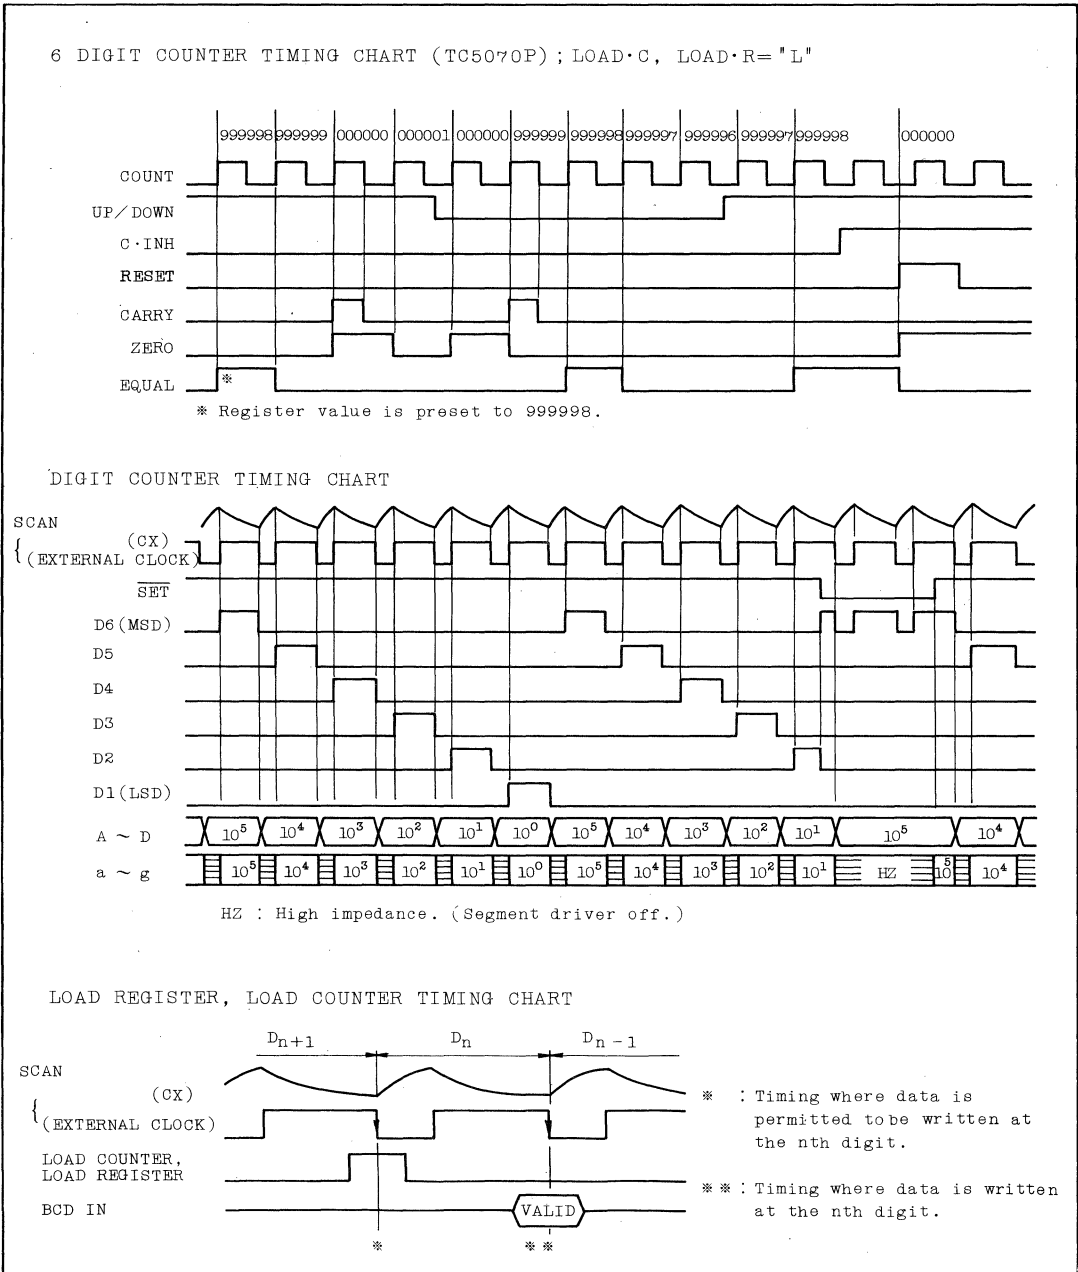 6 DIGIT COUNTER TIMING CHART (TC5070P) ; LOAD·C, LOAD·R= "L"
999998 999999 000000 000001 000000 999999 999998 999997 999996 999997 999998 000000
COUNT
UP/DOWN
C·INH
RESET
CARRY
ZERO
EQUAL ※
※ Register value is preset to 999998.
DIGIT COUNTER TIMING CHART
SCAN
(CX)
{ (EXTERNAL CLOCK)
S̅E̅T̅
D6(MSD)
D5
D4
D3
D2
D1(LSD)
A ~ D 10⁵ 10⁴ 10³ 10² 10¹ 10⁰ 10⁵ 10⁴ 10³ 10² 10¹ 10⁵ 10⁴
a ~ g 10⁵ 10⁴ 10³ 10² 10¹ 10⁰ 10⁵ 10⁴ 10³ 10² 10¹ HZ 10⁵ 10⁴
HZ : High impedance. (Segment driver off.)
LOAD REGISTER, LOAD COUNTER TIMING CHART
Dn+1 Dn Dn-1
SCAN
(CX)
{ (EXTERNAL CLOCK)
LOAD COUNTER,
LOAD REGISTER
BCD IN VALID
※ ※※
※ : Timing where data is
permitted to be written at
the nth digit.
※※ : Timing where data is written
at the nth digit.